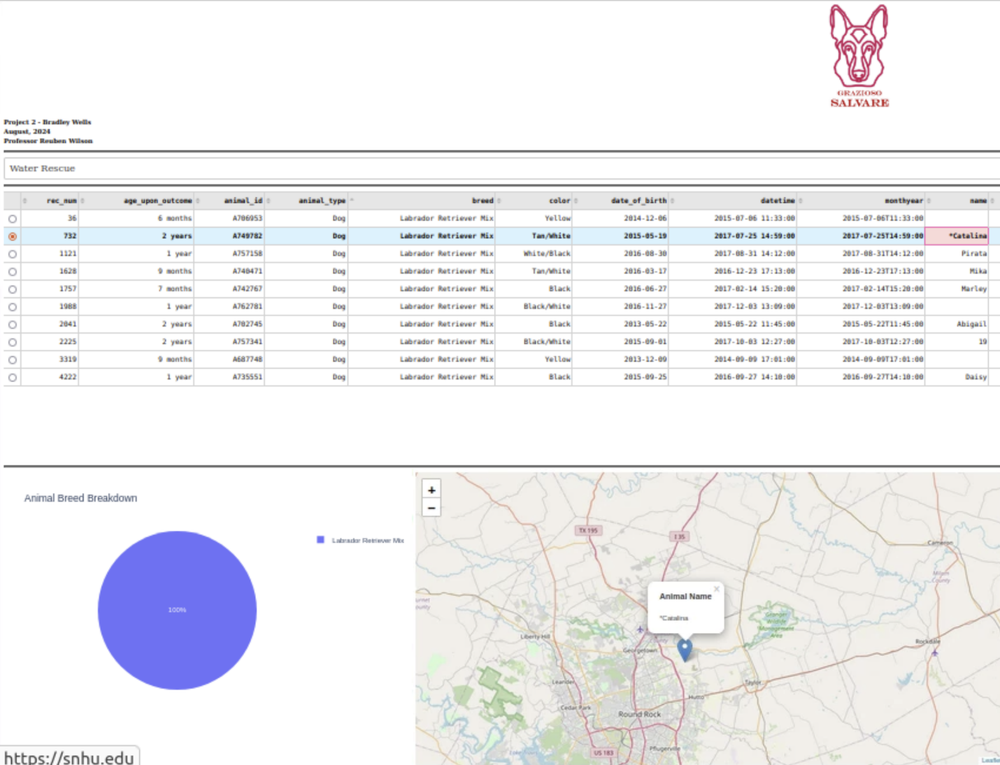 GRAZIOSO
SALVARE
Project 2 - Bradley Wells
August, 2024
Professor Reuben Wilson
Water Rescue
rec_num age_upon_outcome animal_id animal_type breed color date_of_birth datetime monthyear name
36 6 months A706953 Dog Labrador Retriever Mix Yellow 2014-12-06 2015-07-06 11:33:00 2015-07-06T11:33:00
732 2 years A749782 Dog Labrador Retriever Mix Tan/White 2015-05-19 2017-07-25 14:59:00 2017-07-25T14:59:00 *Catalina
1121 1 year A757158 Dog Labrador Retriever Mix White/Black 2016-08-30 2017-08-31 14:12:00 2017-08-31T14:12:00 Pirata
1628 9 months A740471 Dog Labrador Retriever Mix Tan/White 2016-03-17 2016-12-23 17:13:00 2016-12-23T17:13:00 Mika
1757 7 months A742767 Dog Labrador Retriever Mix Black 2016-06-27 2017-02-14 15:20:00 2017-02-14T15:20:00 Marley
1988 1 year A762781 Dog Labrador Retriever Mix Black/White 2016-11-27 2017-12-03 13:09:00 2017-12-03T13:09:00
2041 2 years A702745 Dog Labrador Retriever Mix Black 2013-05-22 2015-05-22 11:45:00 2015-05-22T11:45:00 Abigail
2225 2 years A757341 Dog Labrador Retriever Mix Black/White 2015-09-01 2017-10-03 12:27:00 2017-10-03T12:27:00 19
3319 9 months A687748 Dog Labrador Retriever Mix Yellow 2013-12-09 2014-09-09 17:01:00 2014-09-09T17:01:00
4222 1 year A735551 Dog Labrador Retriever Mix Black 2015-09-25 2016-09-27 14:10:00 2016-09-27T14:10:00 Daisy
Animal Breed Breakdown
Labrador Retriever Mix
100%
+
−
TX 195
I 35
Cameron
Milam
County
Animal Name
*Catalina
Granger
Wildlife
Management
Area
Liberty Hill
County
Georgetown
Rockdale
Leander
Taylor
Hutto
Cedar Park
Round Rock
Pflugerville
US 183
https://snhu.edu